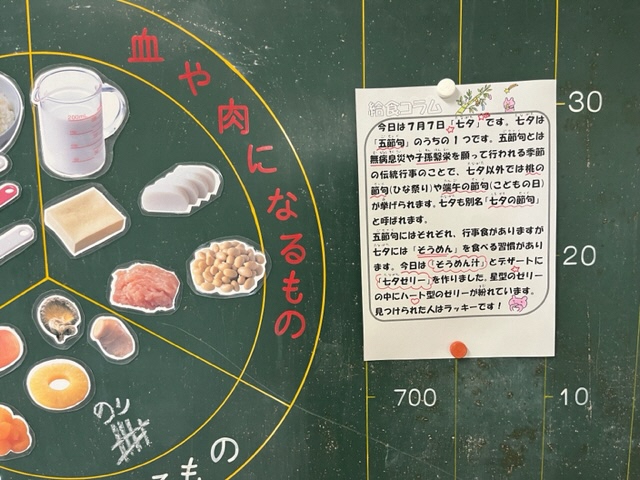 血や肉になるもの
のり
るもの
給食コラム
今日は7月7日「七夕」です。七夕は
「五節句」のうちの1つです。五節句とは
無病息災や子孫繫栄を願って行われる季節
の伝統行事のことで、七夕以外では桃の
節句(ひな祭り)や端午の節句(こどもの日)
が挙げられます。七夕も別名「七夕の節句」
と呼ばれます。
五節句にはそれぞれ、行事食がありますが
七夕には「そうめん」を食べる習慣があり
ます。今日は「そうめん汁」とデザートに
「七夕ゼリー」を作りました。星型のゼリー
の中にハート型のゼリーが紛れています。
見つけられた人はラッキーです!
30
20
700
10